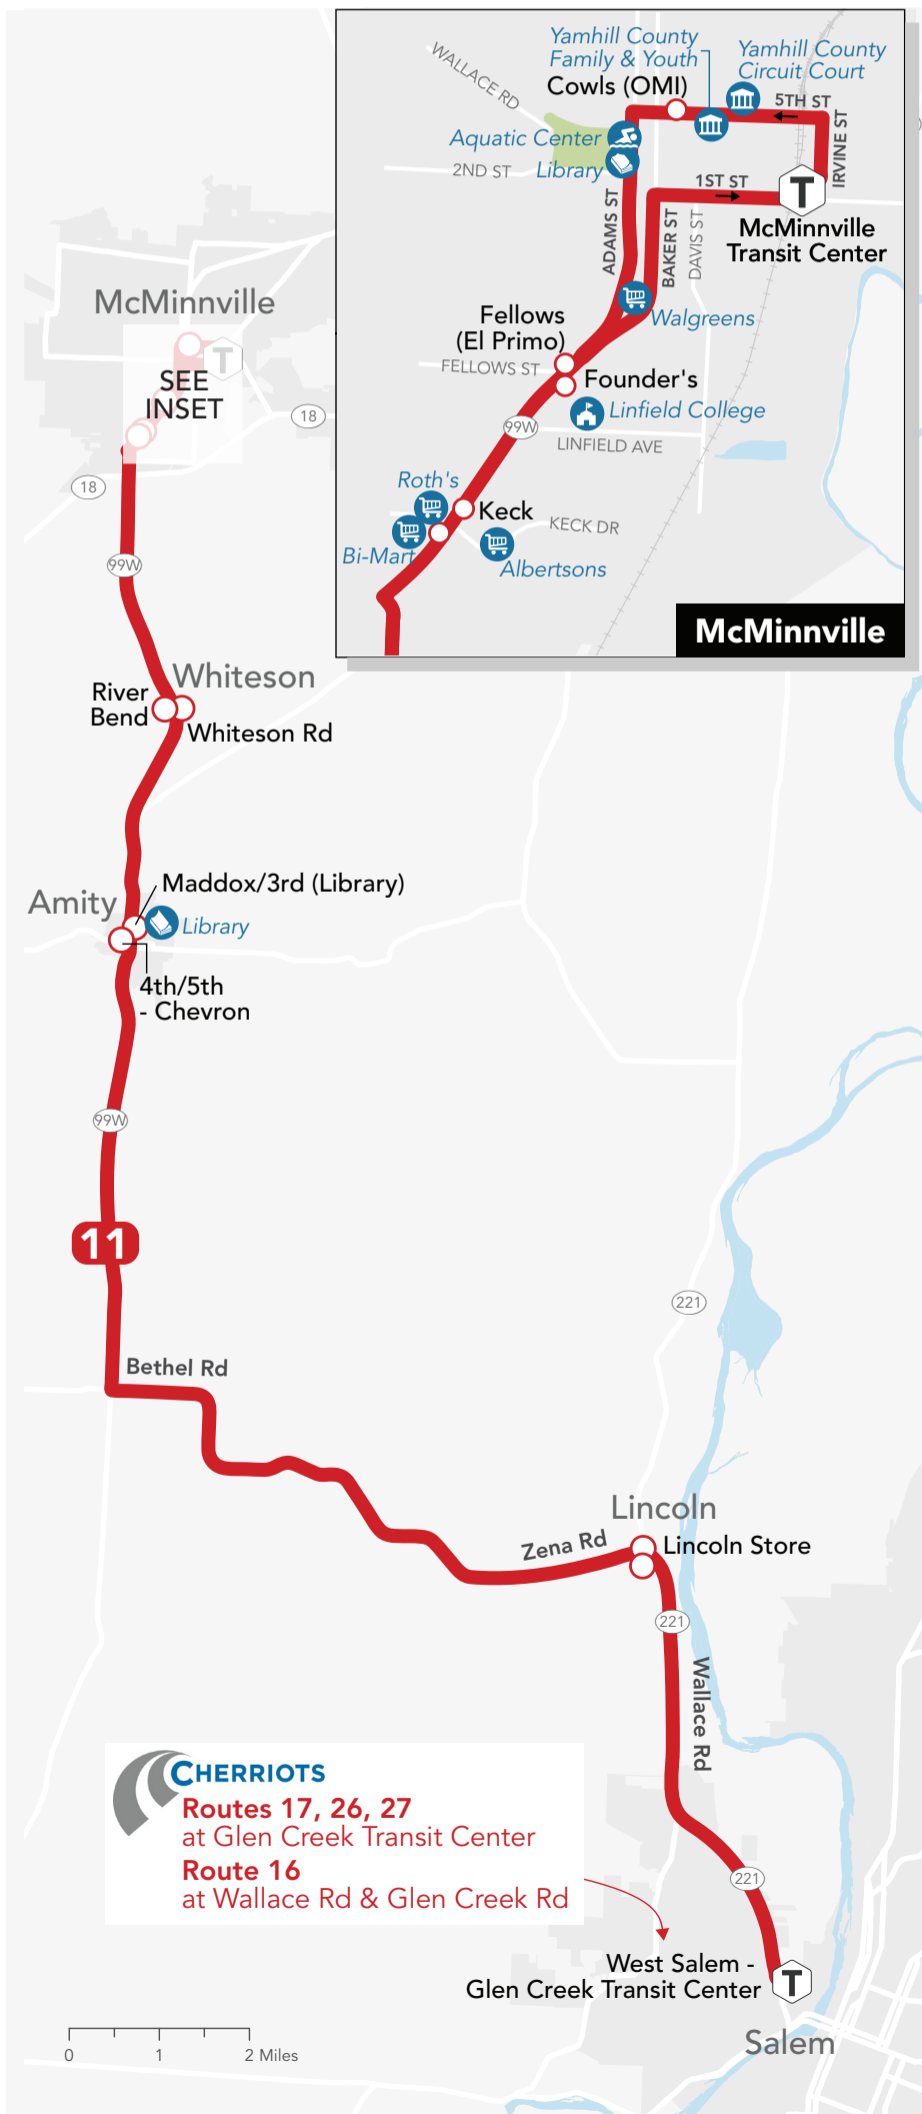 WALLACE RD
Yamhill County
Family & Youth
Yamhill County
Circuit Court
Cowls (OMI)
5TH ST
IRVINE ST
Aquatic Center
Library
2ND ST
1ST ST
T
McMinnville
Transit Center
ADAMS ST
BAKER ST
DAVIS ST
Walgreens
Fellows
(El Primo)
FELLOWS ST
Founder's
Linfield College
99W
LINFIELD AVE
Roth's
Keck
KECK DR
Bi-Mart
Albertsons
McMinnville
McMinnville
T
SEE
INSET
18
18
99W
Whiteson
River
Bend
Whiteson Rd
Maddox/3rd (Library)
Amity
Library
4th/5th
- Chevron
99W
11
221
Bethel Rd
Lincoln
Zena Rd
Lincoln Store
221
Wallace Rd
CHERRIOTS
Routes 17, 26, 27
at Glen Creek Transit Center
Route 16
at Wallace Rd & Glen Creek Rd
221
West Salem -
Glen Creek Transit Center
T
Salem
0 1 2 Miles